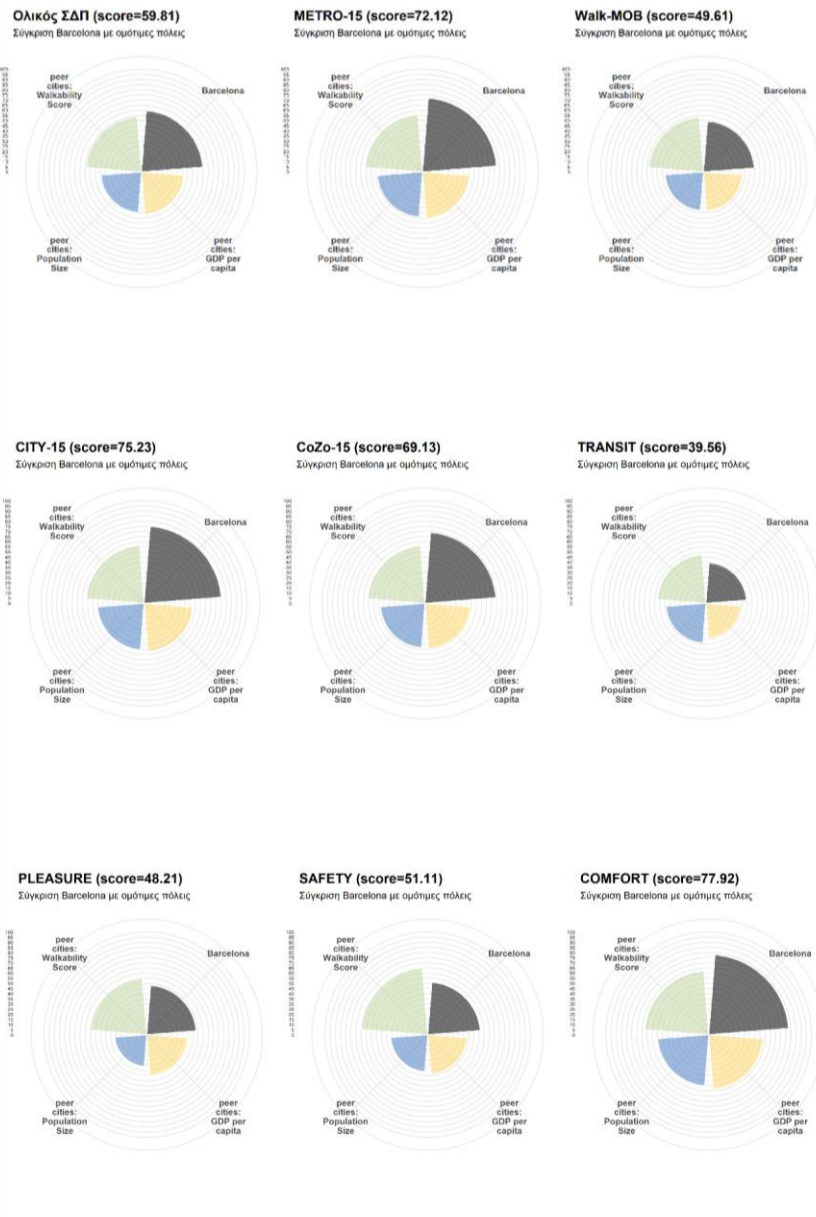 Ολικός ΣΔΠ (score=59.81)
Σύγκριση Barcelona με ομότιμες πόλεις
peer
cities:
Walkability
Score
Barcelona
peer
cities:
Population
Size
peer
cities:
GDP per
capita
METRO-15 (score=72.12)
Σύγκριση Barcelona με ομότιμες πόλεις
peer
cities:
Walkability
Score
Barcelona
peer
cities:
Population
Size
peer
cities:
GDP per
capita
Walk-MOB (score=49.61)
Σύγκριση Barcelona με ομότιμες πόλεις
peer
cities:
Walkability
Score
Barcelona
peer
cities:
Population
Size
peer
cities:
GDP per
capita
CITY-15 (score=75.23)
Σύγκριση Barcelona με ομότιμες πόλεις
peer
cities:
Walkability
Score
Barcelona
peer
cities:
Population
Size
peer
cities:
GDP per
capita
CoZo-15 (score=69.13)
Σύγκριση Barcelona με ομότιμες πόλεις
peer
cities:
Walkability
Score
Barcelona
peer
cities:
Population
Size
peer
cities:
GDP per
capita
TRANSIT (score=39.56)
Σύγκριση Barcelona με ομότιμες πόλεις
peer
cities:
Walkability
Score
Barcelona
peer
cities:
Population
Size
peer
cities:
GDP per
capita
PLEASURE (score=48.21)
Σύγκριση Barcelona με ομότιμες πόλεις
peer
cities:
Walkability
Score
Barcelona
peer
cities:
Population
Size
peer
cities:
GDP per
capita
SAFETY (score=51.11)
Σύγκριση Barcelona με ομότιμες πόλεις
peer
cities:
Walkability
Score
Barcelona
peer
cities:
Population
Size
peer
cities:
GDP per
capita
COMFORT (score=77.92)
Σύγκριση Barcelona με ομότιμες πόλεις
peer
cities:
Walkability
Score
Barcelona
peer
cities:
Population
Size
peer
cities:
GDP per
capita